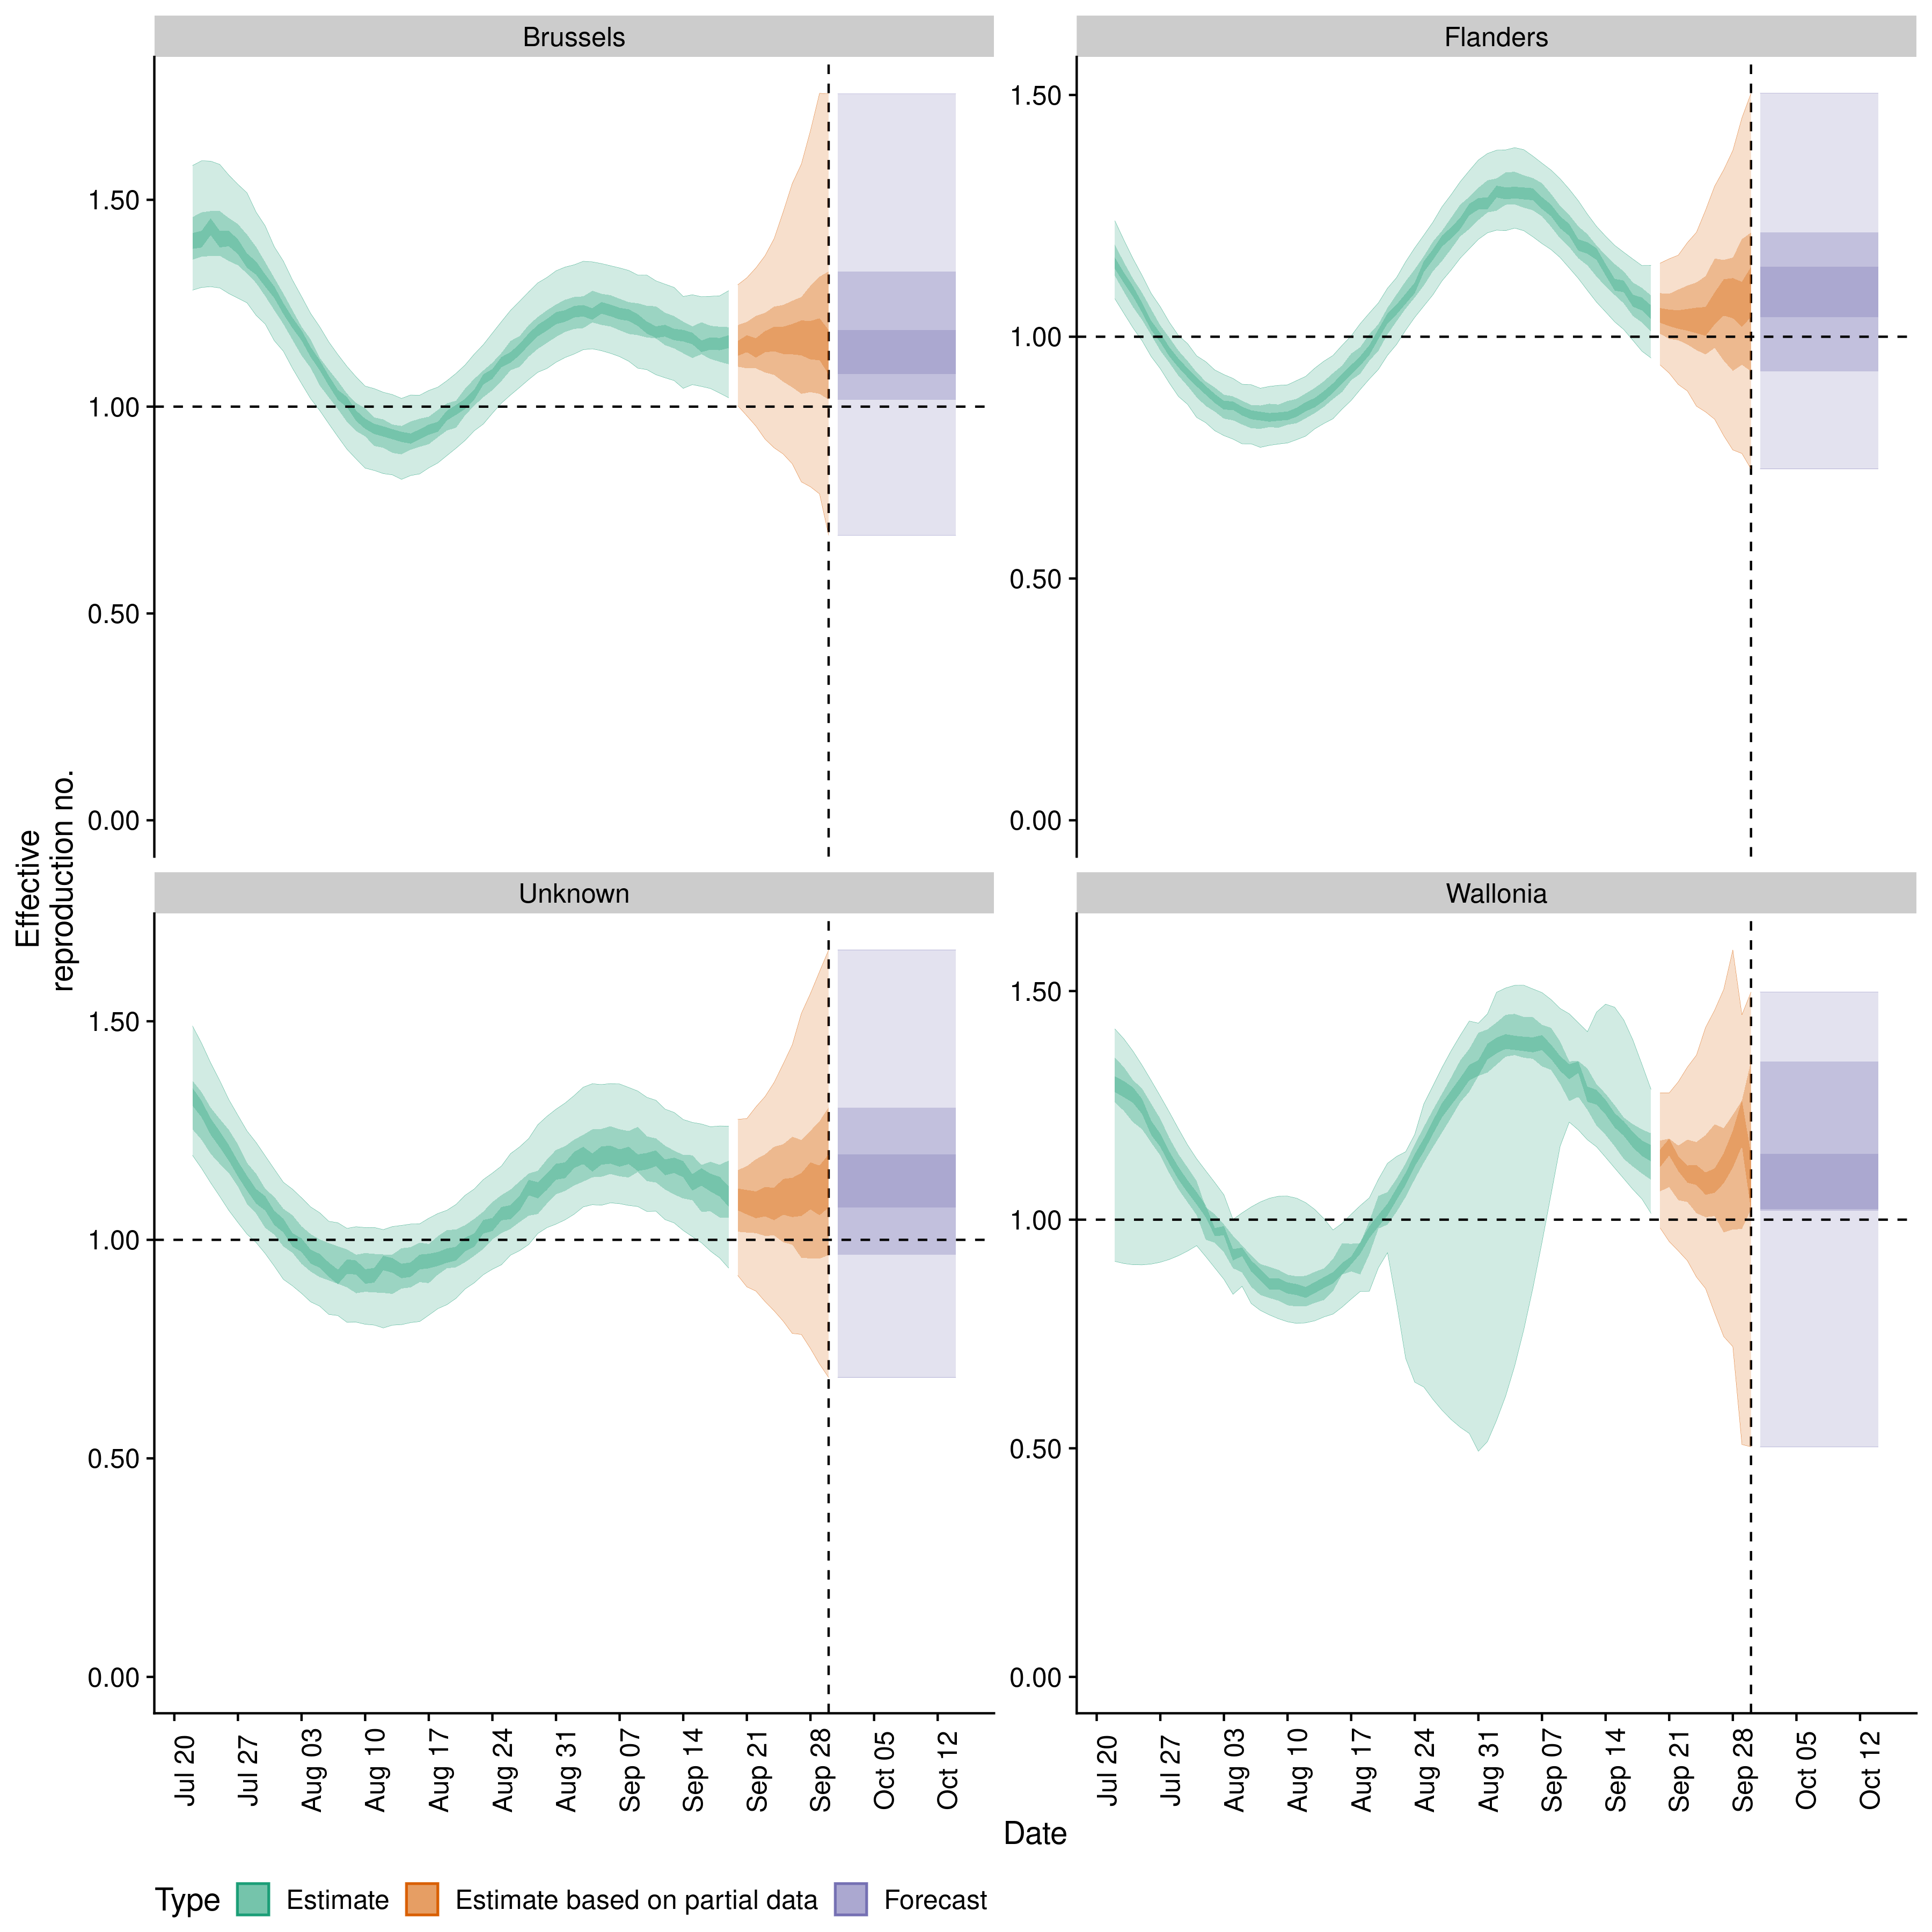 Brussels
Flanders
1.50
1.00
0.50
0.00
1.50
1.00
0.50
0.00
Effective
reproduction no.
Unknown
Wallonia
1.50
1.00
0.50
0.00
1.50
1.00
0.50
0.00
Jul 20
Jul 27
Aug 03
Aug 10
Aug 17
Aug 24
Aug 31
Sep 07
Sep 14
Sep 21
Sep 28
Oct 05
Oct 12
Jul 20
Jul 27
Aug 03
Aug 10
Aug 17
Aug 24
Aug 31
Sep 07
Sep 14
Sep 21
Sep 28
Oct 05
Oct 12
Date
Type Estimate Estimate based on partial data Forecast